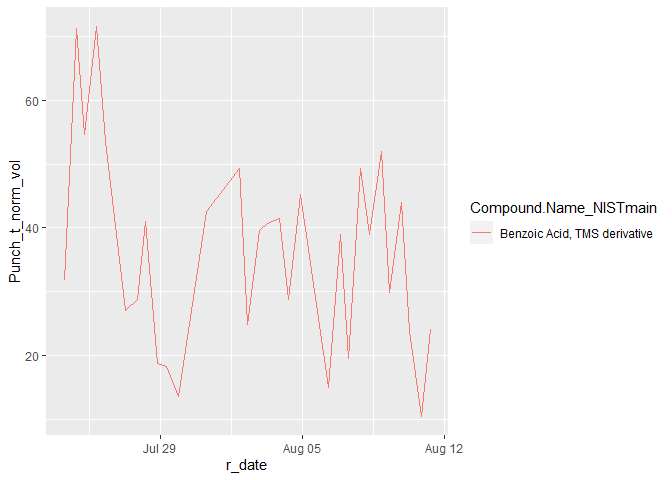 60
40
20
Punch_t_norm_vol
Jul 29
Aug 05
Aug 12
r_date
Compound.Name_NISTmain
Benzoic Acid, TMS derivative